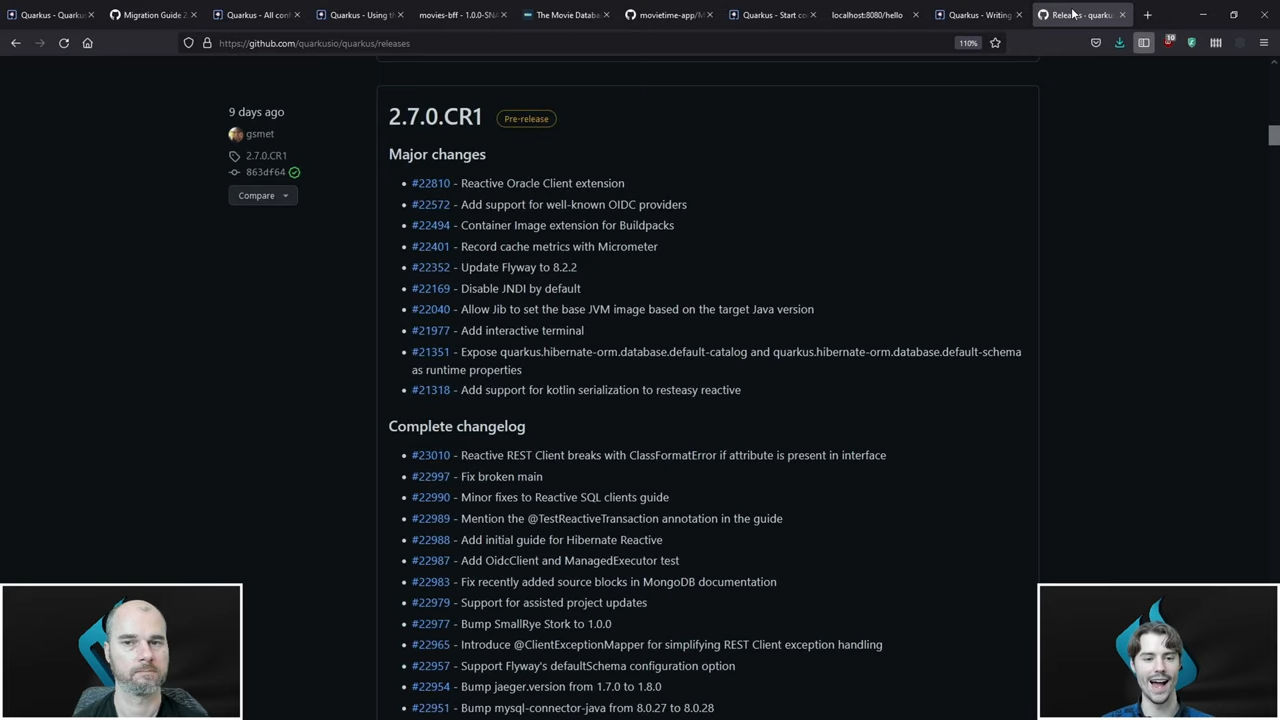 Quarkus - Quarkus
Migration Guide 2
Quarkus - All conf
Quarkus - Using th
movies-bff - 1.0.0-SNA
The Movie Databa
movietime-app/M
Quarkus - Start co
localhost:8080/hello
Quarkus - Writing
Releases - quarku
https://github.com/quarkusio/quarkus/releases
110%
10
9 days ago
gsmet
2.7.0.CR1
863df64
Compare
2.7.0.CR1 Pre-release
Major changes
#22810 - Reactive Oracle Client extension
#22572 - Add support for well-known OIDC providers
#22494 - Container Image extension for Buildpacks
#22401 - Record cache metrics with Micrometer
#22352 - Update Flyway to 8.2.2
#22169 - Disable JNDI by default
#22040 - Allow Jib to set the base JVM image based on the target Java version
#21977 - Add interactive terminal
#21351 - Expose quarkus.hibernate-orm.database.default-catalog and quarkus.hibernate-orm.database.default-schema
as runtime properties
#21318 - Add support for kotlin serialization to resteasy reactive
Complete changelog
#23010 - Reactive REST Client breaks with ClassFormatError if attribute is present in interface
#22997 - Fix broken main
#22990 - Minor fixes to Reactive SQL clients guide
#22989 - Mention the @TestReactiveTransaction annotation in the guide
#22988 - Add initial guide for Hibernate Reactive
#22987 - Add OidcClient and ManagedExecutor test
#22983 - Fix recently added source blocks in MongoDB documentation
#22979 - Support for assisted project updates
#22977 - Bump SmallRye Stork to 1.0.0
#22965 - Introduce @ClientExceptionMapper for simplifying REST Client exception handling
#22957 - Support Flyway's defaultSchema configuration option
#22954 - Bump jaeger.version from 1.7.0 to 1.8.0
#22951 - Bump mysql-connector-java from 8.0.27 to 8.0.28